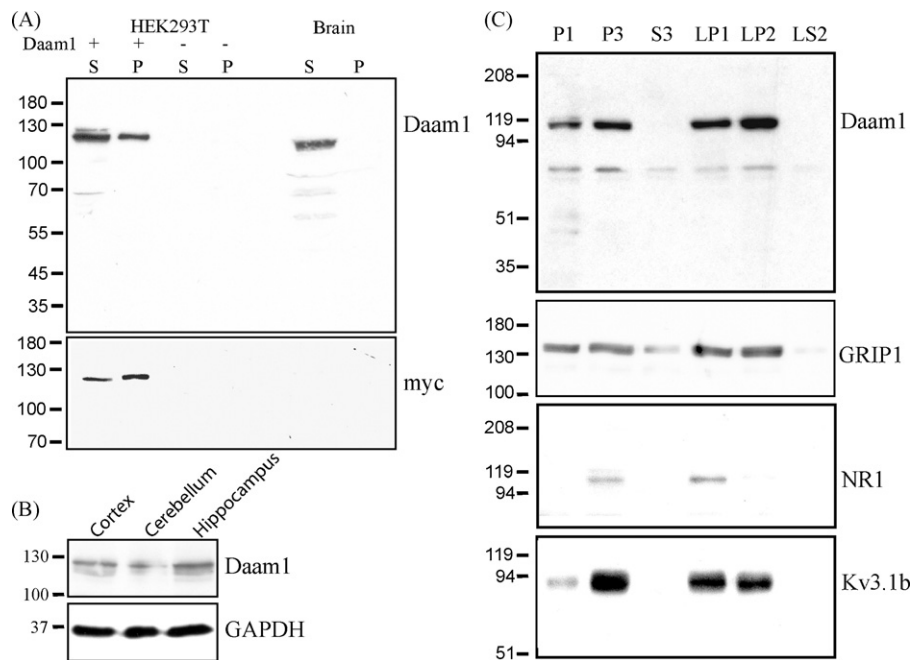 (A)
HEK293T Brain
Daam1 + + - -
S P S P S P
180
130
100
70
55
45
35
Daam1
180
130
100
70
myc
(B)
Cortex Cerebellum Hippocampus
130
100
Daam1
37
GAPDH
(C)
P1 P3 S3 LP1 LP2 LS2
208
119
94
51
35
Daam1
180
130
100
GRIP1
208
119
94
NR1
119
94
51
Kv3.1b